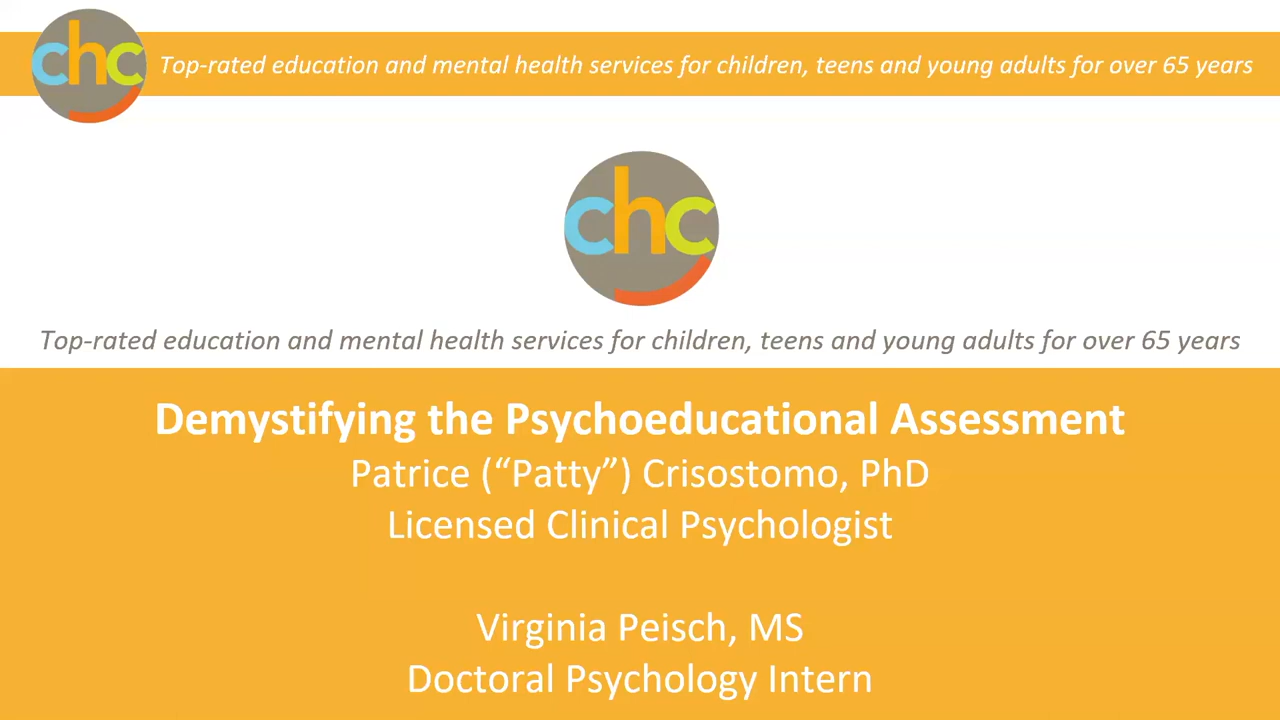 chc
Top-rated education and mental health services for children, teens and young adults for over 65 years
chc
Top-rated education and mental health services for children, teens and young adults for over 65 years
Demystifying the Psychoeducational Assessment
Patrice (“Patty”) Crisostomo, PhD
Licensed Clinical Psychologist
Virginia Peisch, MS
Doctoral Psychology Intern